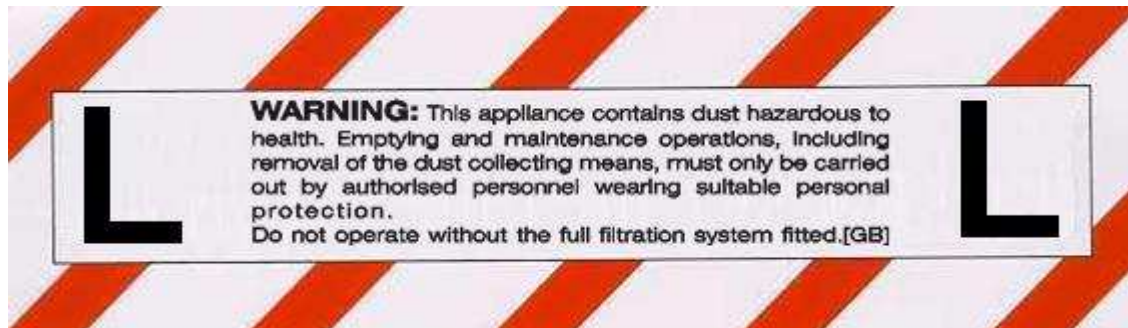 L
WARNING: This appliance contains dust hazardous to
health. Emptying and maintenance operations, including
removal of the dust collecting means, must only be carried
out by authorised personnel wearing suitable personal
protection.
Do not operate without the full filtration system fitted.[GB]
L